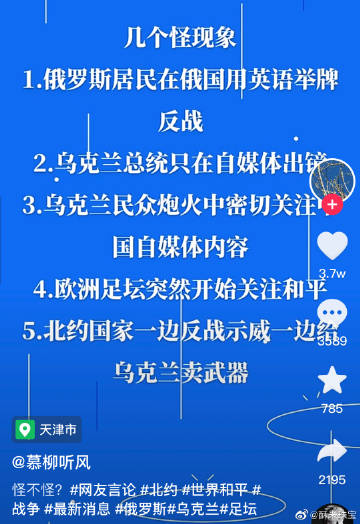 几个怪现象
1.俄罗斯居民在俄国用英语举牌
反战
2.乌克兰总统只在自媒体出镜
3.乌克兰民众炮火中密切关注中
国自媒体内容
4.欧洲足坛突然开始关注和平
5.北约国家一边反战示威一边给
乌克兰卖武器
3.7w
3589
785
2195
天津市
@慕柳听风
怪不怪？#网友言论 #北约 #世界和平 #
战争 #最新消息 #俄罗斯#乌克兰#足坛